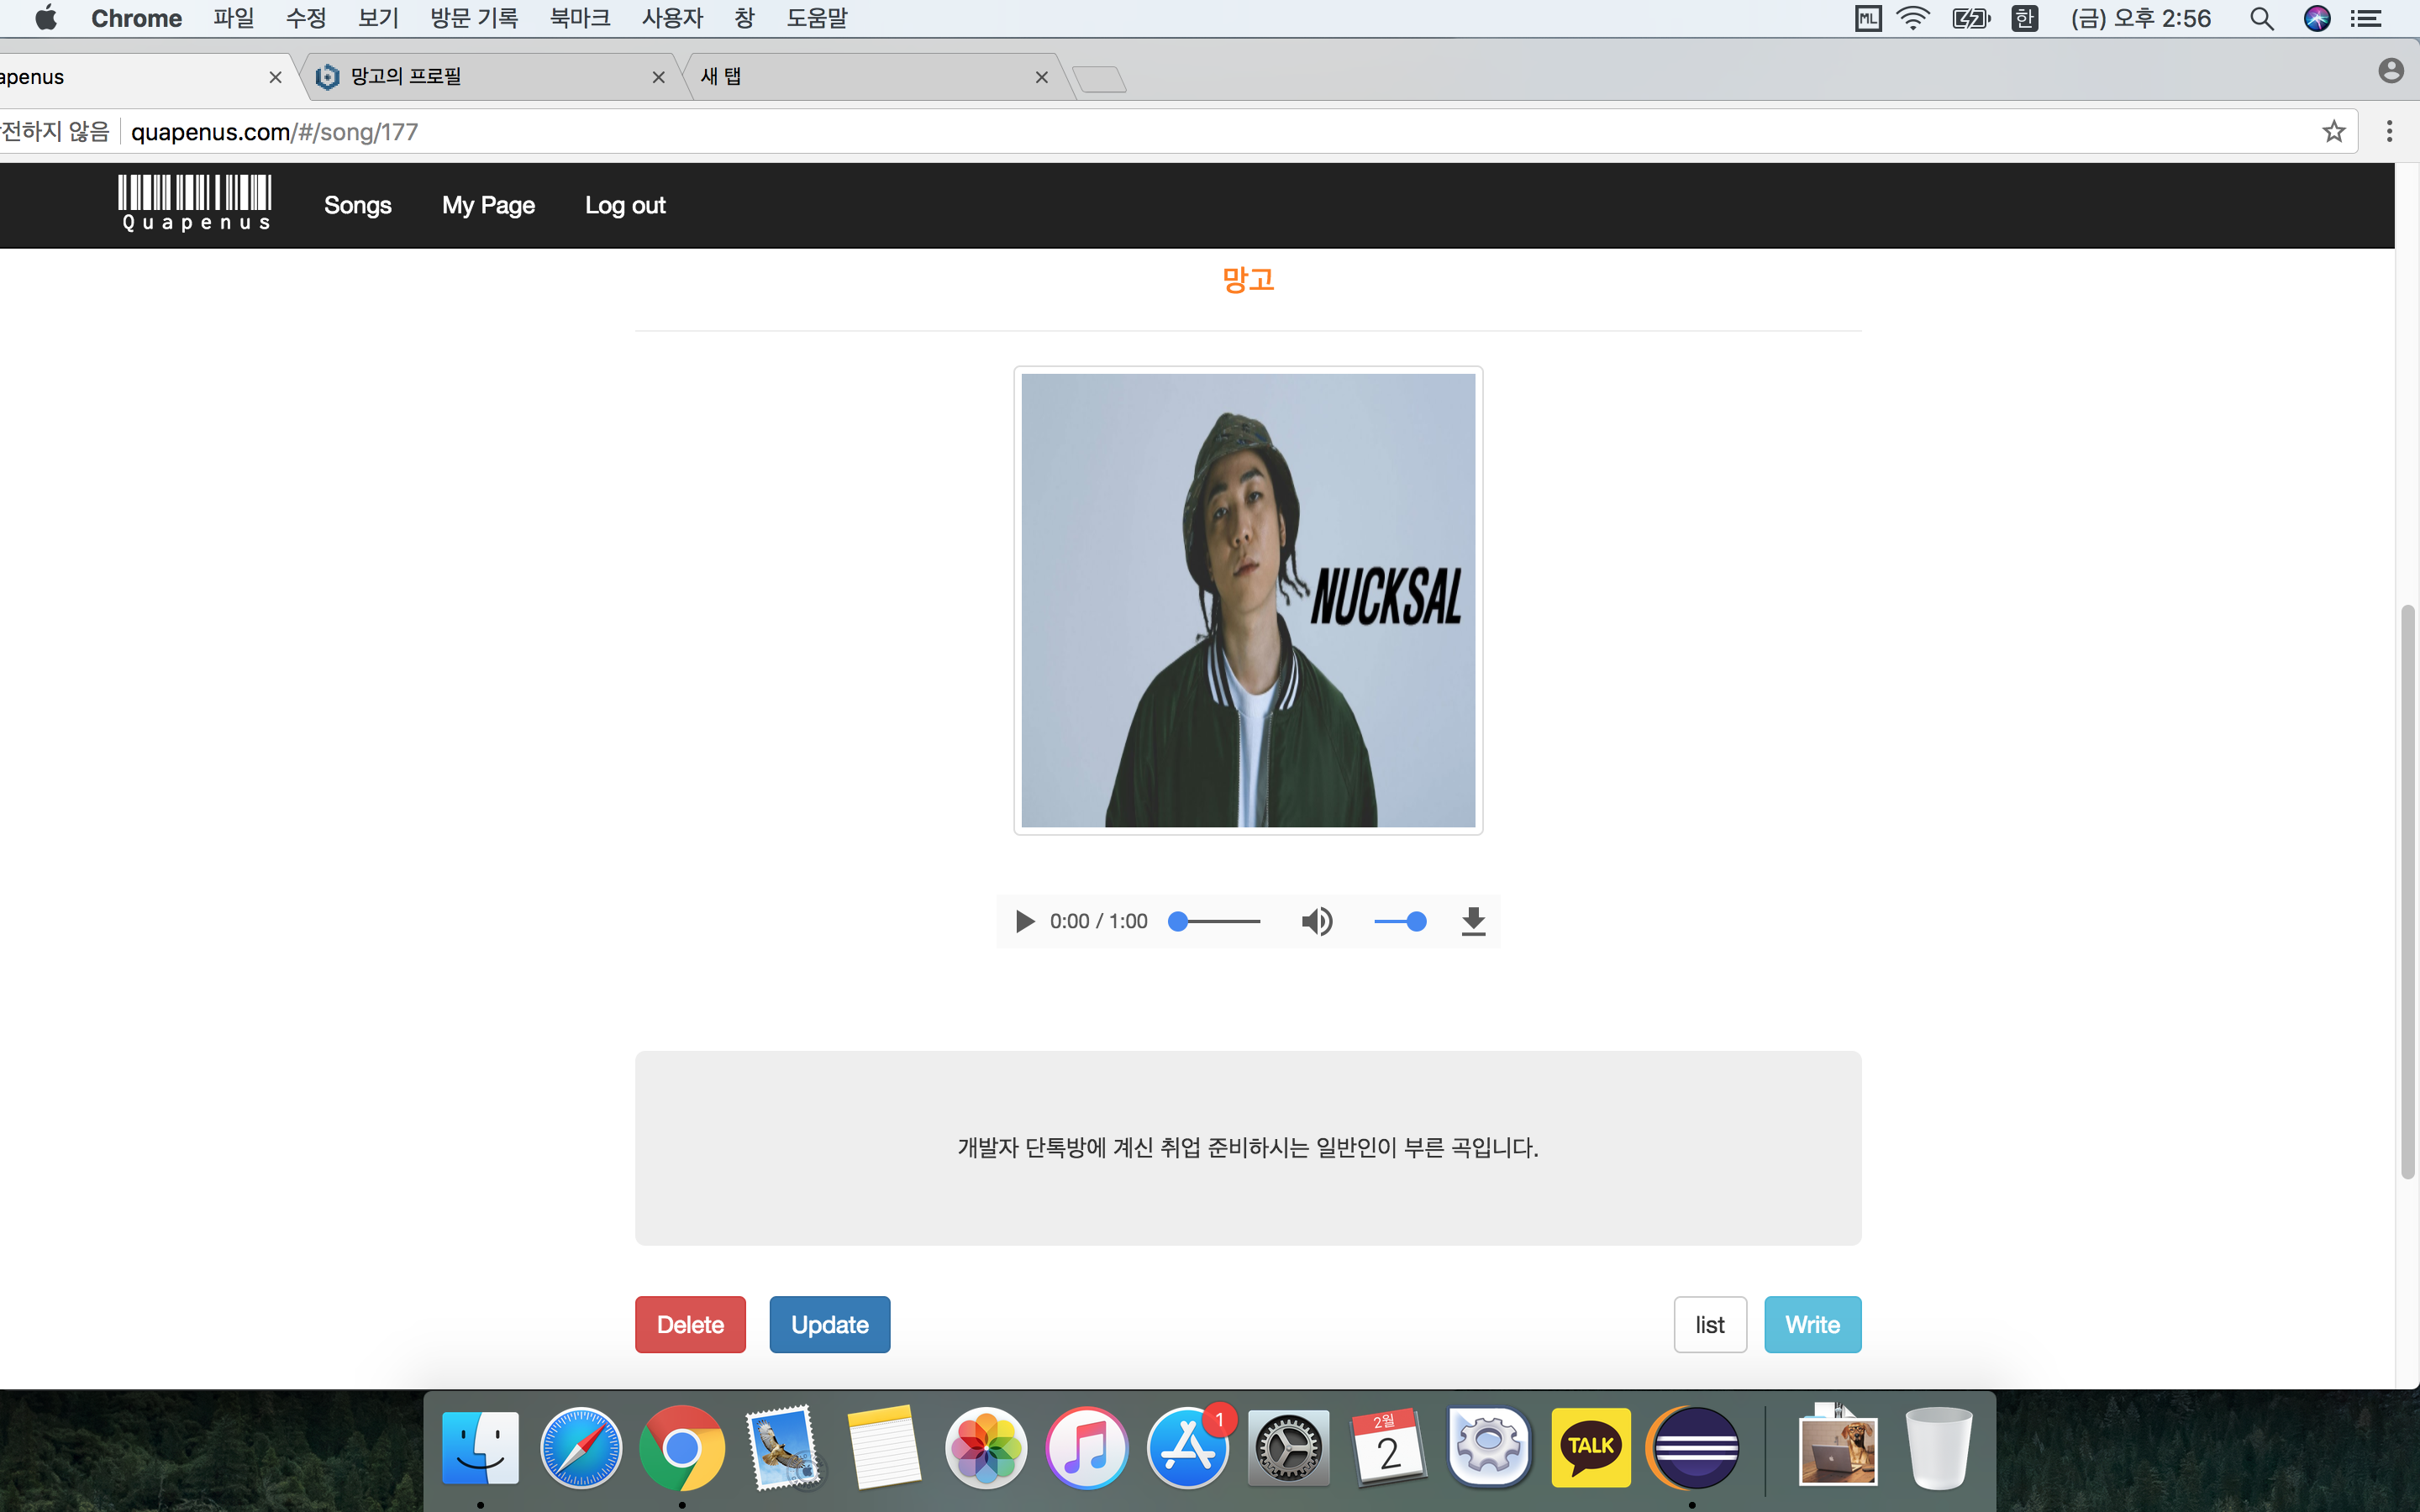 Chrome 파일 수정 보기 방문 기록 북마크 사용자 창 도움말 ML 한 (금) 오후 2:56
apenus 망고의 프로필 새 탭
전하지 않음 quapenus.com/#/song/177
Quapenus Songs My Page Log out
망고
NUCKSAL
0:00 / 1:00
개발자 단톡방에 계신 취업 준비하시는 일반인이 부른 곡입니다.
Delete Update list Write
1
2월
2
TALK